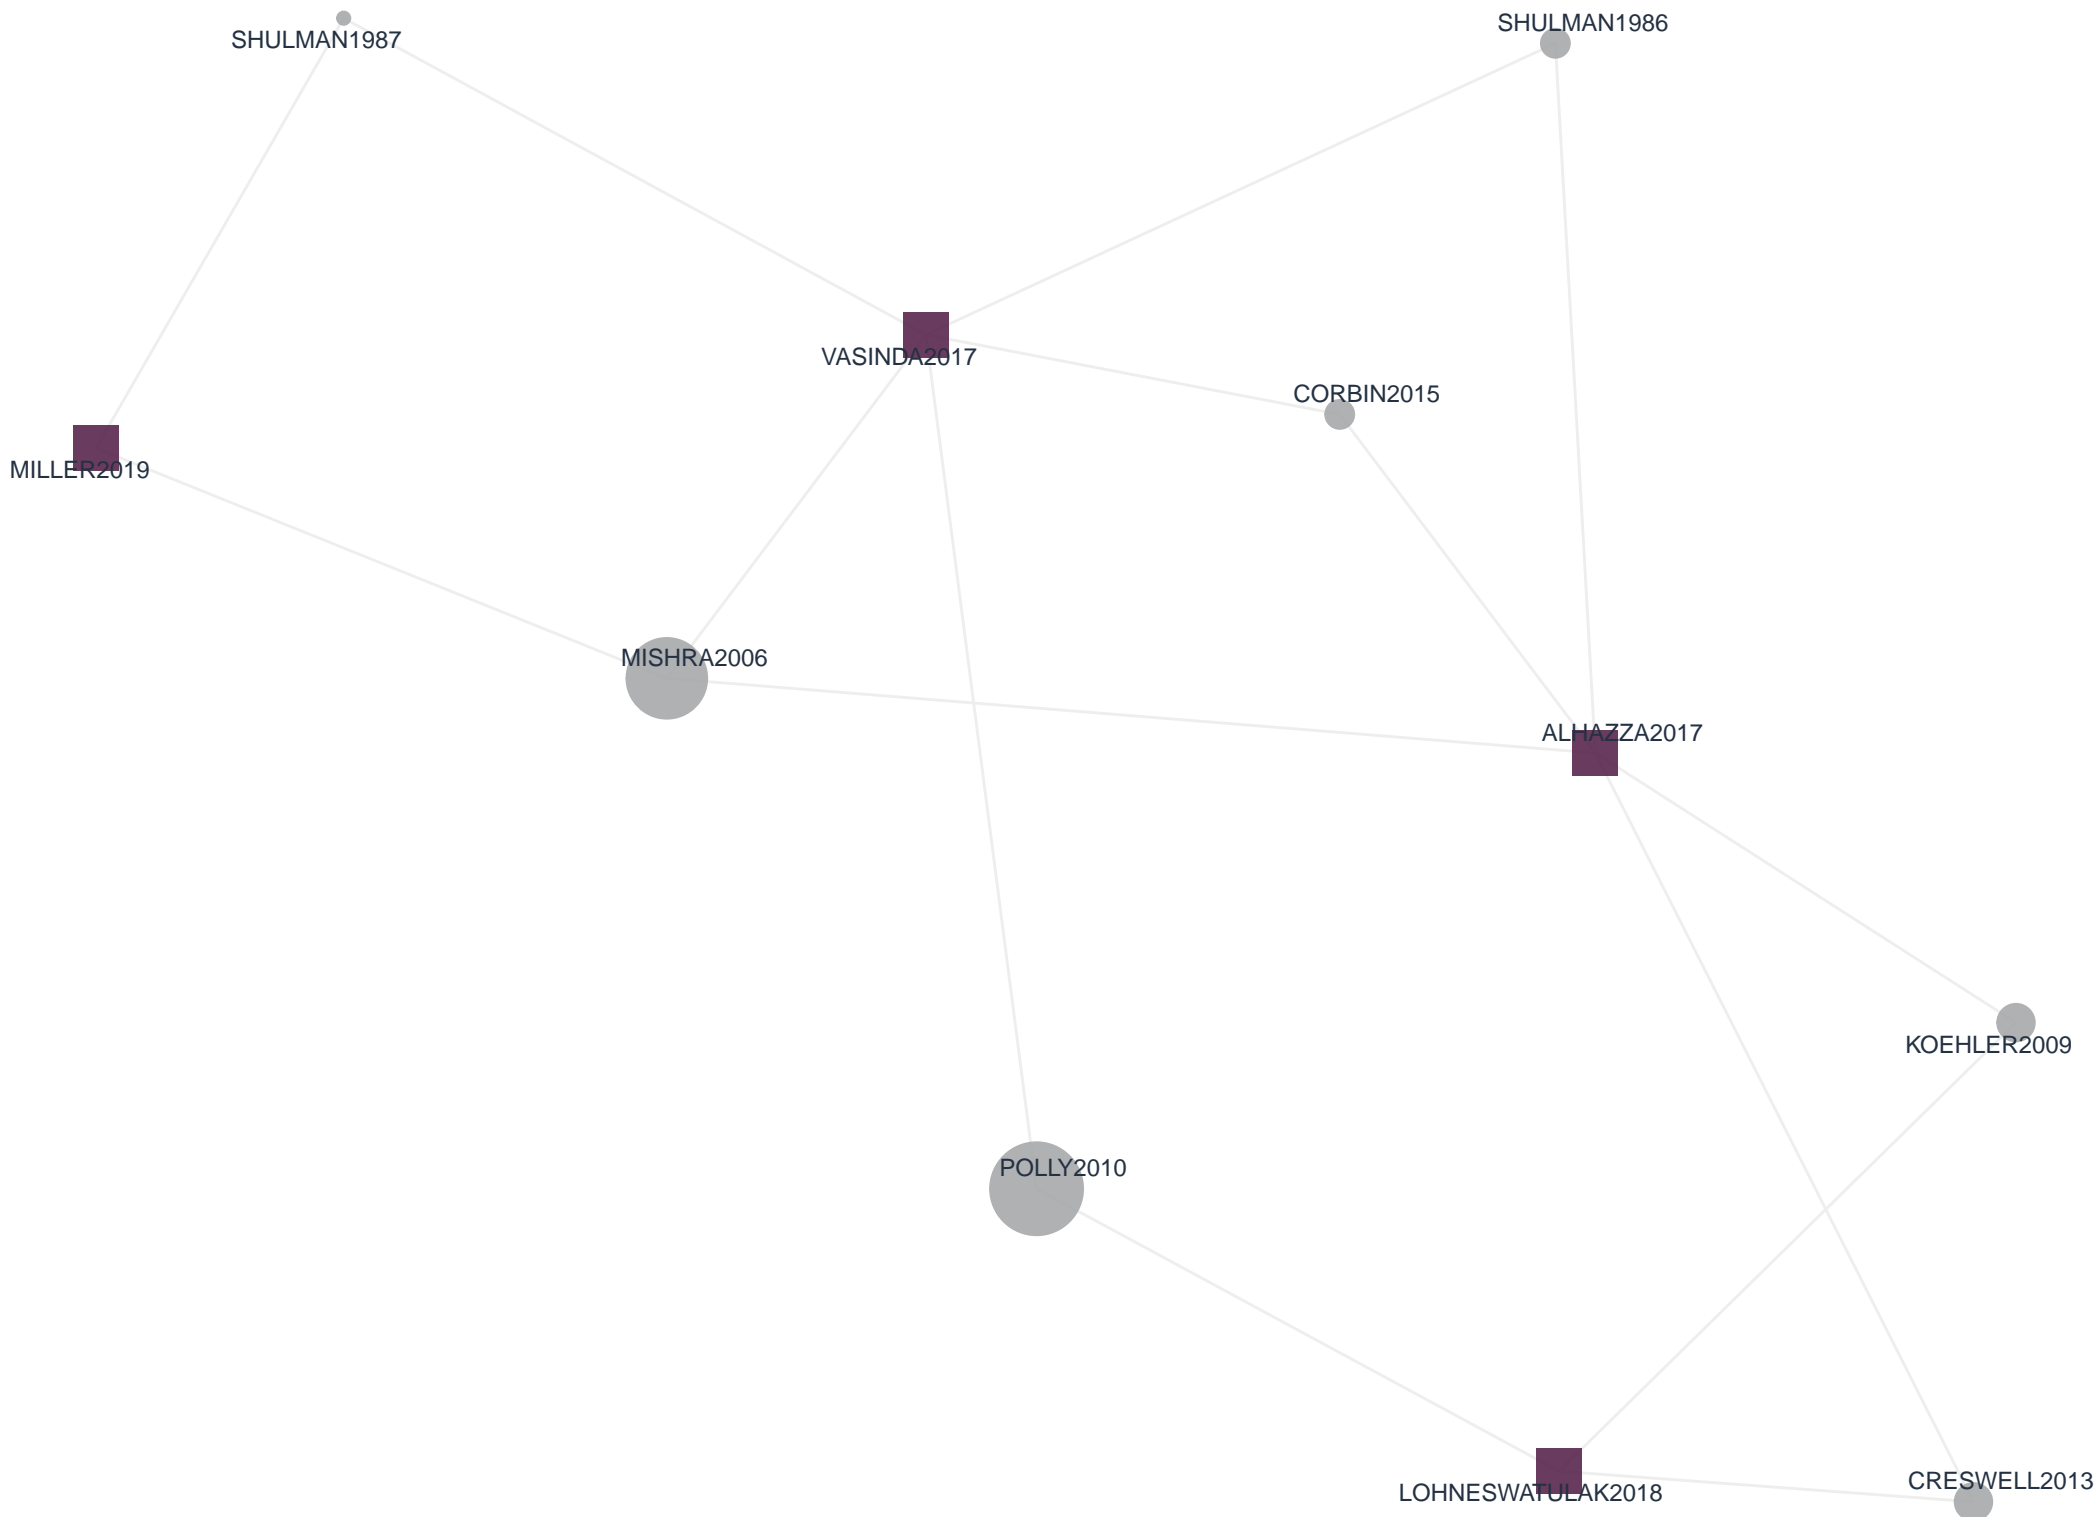 SHULMAN1986
SHULMAN1987
VASINDA2017
CORBIN2015
MILLER2019
MISHRA2006
ALHAZZA2017
KOEHLER2009
POLLY2010
CRESWELL2013
LOHNESWATULAK2018